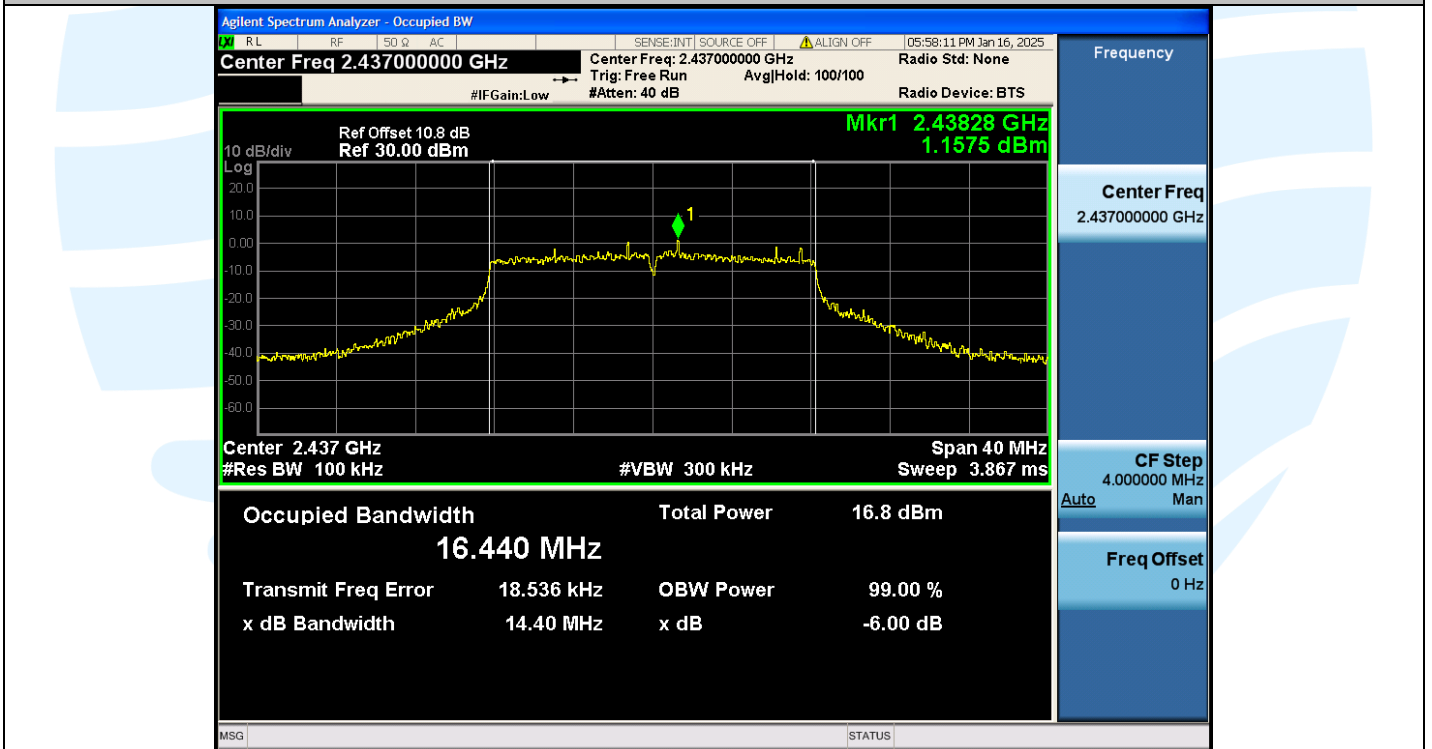 Agilent Spectrum Analyzer - Occupied BW
LXI RL RF 50 Ω AC SENSE:INT SOURCE OFF ALIGN OFF 05:58:11 PM Jan 16, 2025
Center Freq 2.437000000 GHz
Center Freq: 2.437000000 GHz
Radio Std: None
Trig: Free Run Avg|Hold: 100/100
#IFGain:Low
#Atten: 40 dB
Radio Device: BTS
Frequency
Mkr1 2.43828 GHz
1.1575 dBm
Ref Offset 10.8 dB
10 dB/div Ref 30.00 dBm
Log
20.0
10.0
0.00
-10.0
-20.0
-30.0
-40.0
-50.0
-60.0
1
Center 2.437 GHz
Span 40 MHz
#Res BW 100 kHz
#VBW 300 kHz
Sweep 3.867 ms
Occupied Bandwidth
16.440 MHz
Total Power 16.8 dBm
Transmit Freq Error 18.536 kHz
OBW Power 99.00 %
x dB Bandwidth 14.40 MHz
x dB -6.00 dB
Center Freq
2.437000000 GHz
CF Step
4.000000 MHz
Auto Man
Freq Offset
0 Hz
MSG
STATUS